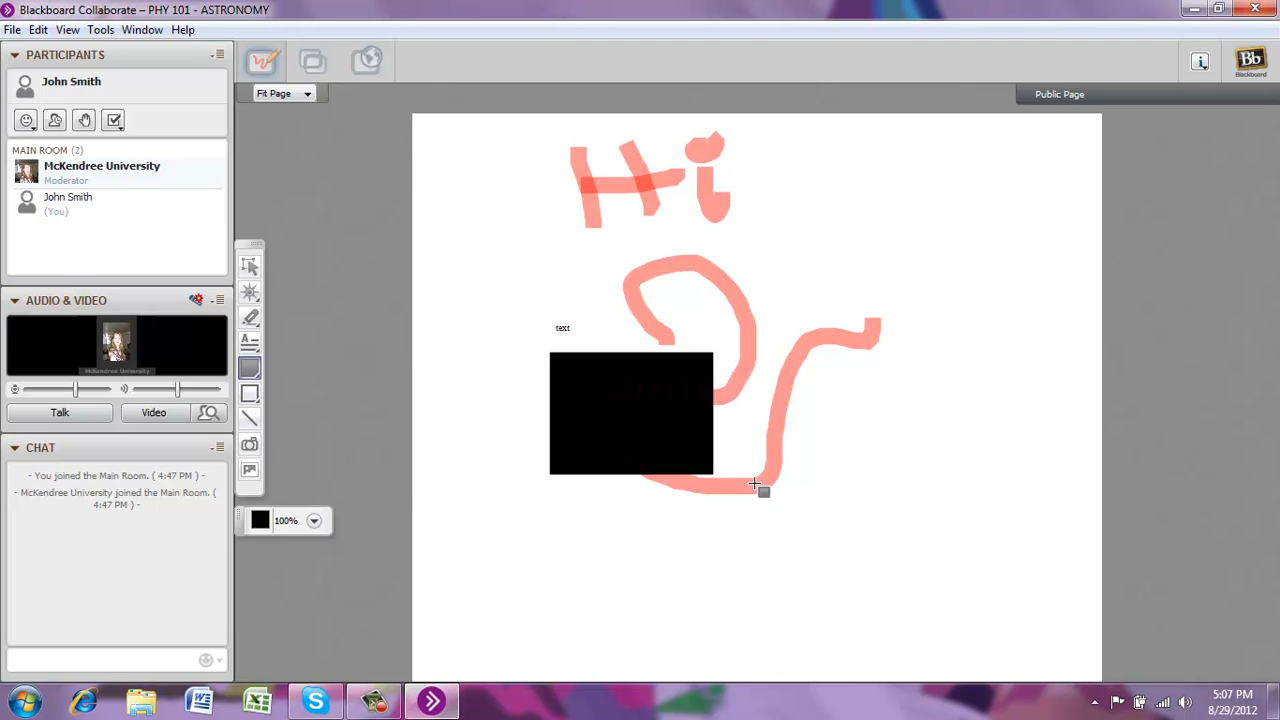 Blackboard Collaborate – PHY 101 - ASTRONOMY
File Edit View Tools Window Help
PARTICIPANTS
John Smith
MAIN ROOM (2)
McKendree University
Moderator
John Smith
(You)
AUDIO & VIDEO
McKendree University
Talk
Video
CHAT
- You joined the Main Room. ( 4:47 PM ) -
- McKendree University joined the Main Room. (
4:47 PM ) -
Fit Page
Public Page
Bb
Blackboard
Hi
text
100%
5:07 PM
8/29/2012